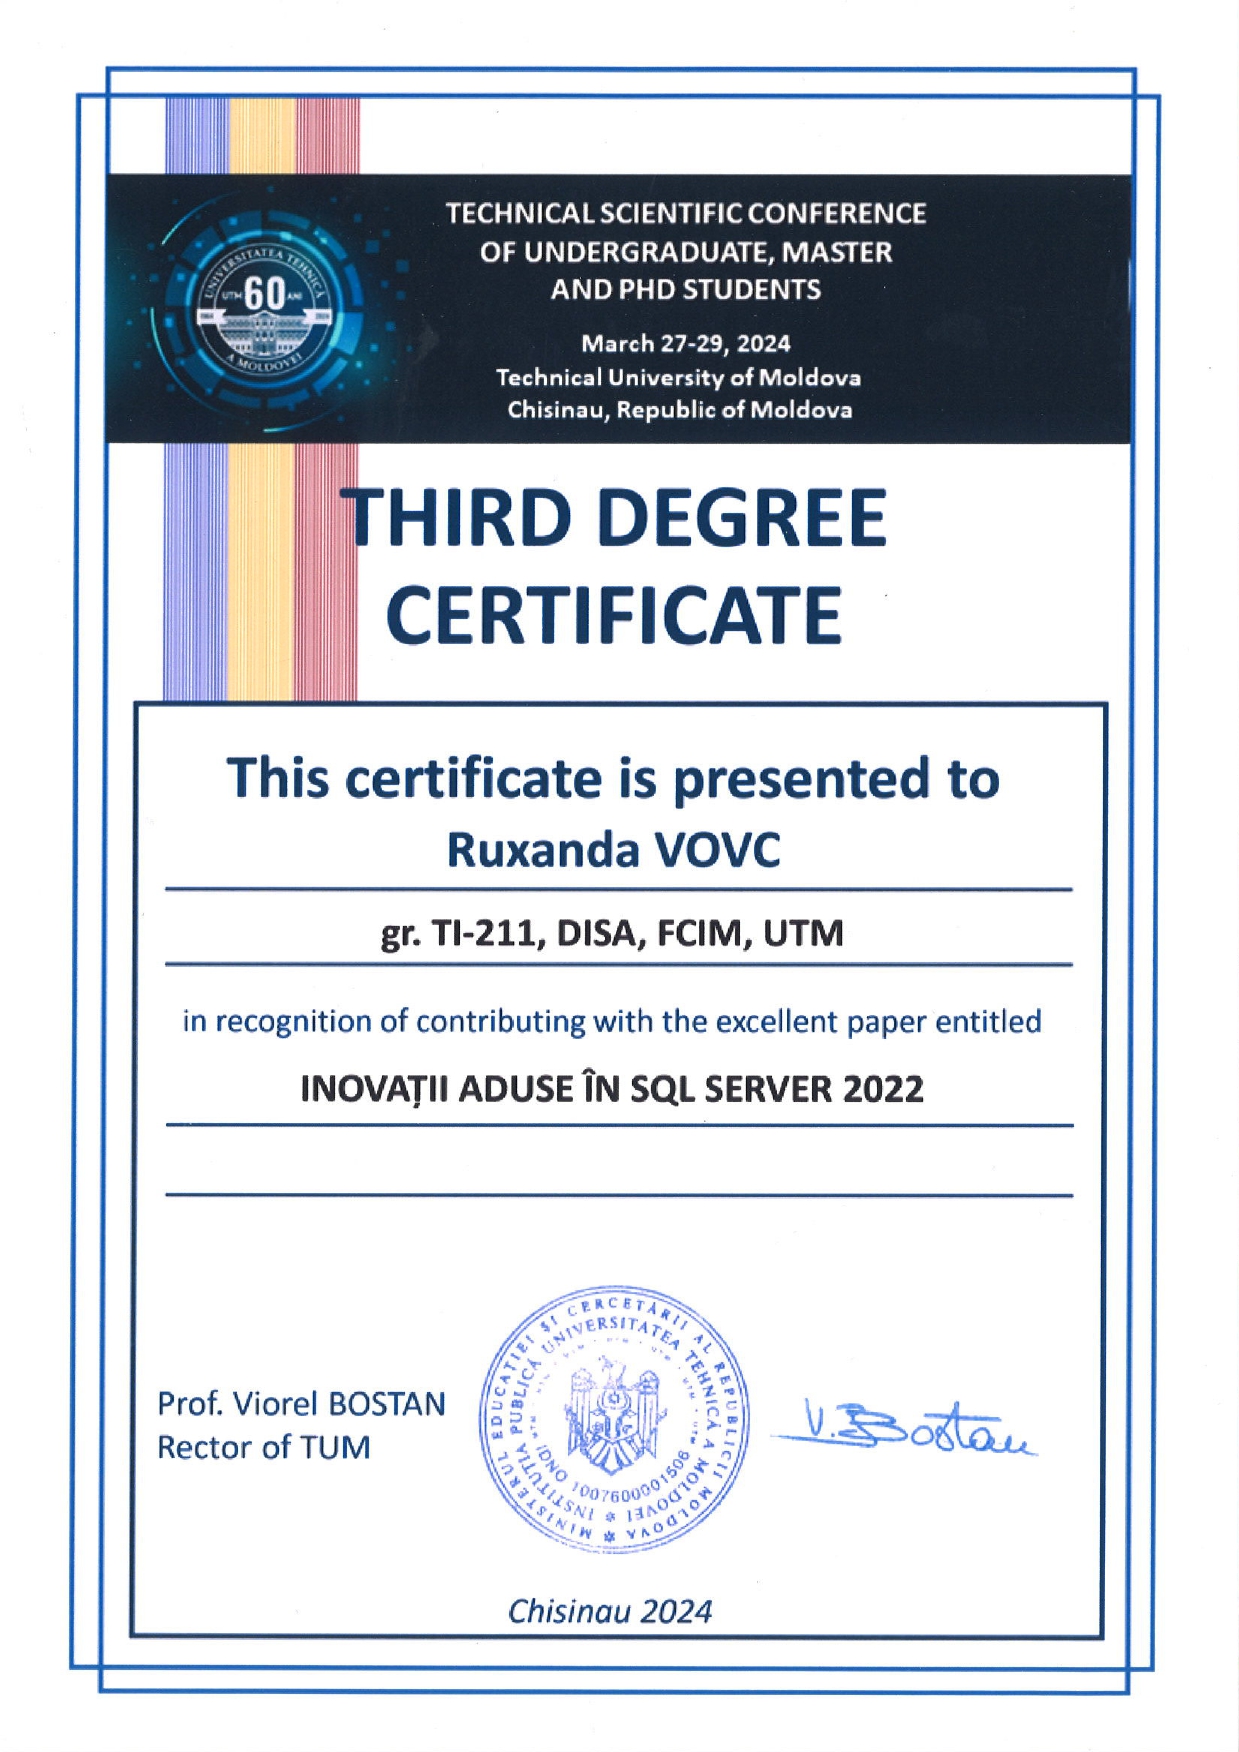 UNIVERSITATEA TEHNICĂ
UTM 60 ANI
1964 2024
A MOLDOVEI
TECHNICAL SCIENTIFIC CONFERENCE
OF UNDERGRADUATE, MASTER
AND PHD STUDENTS
March 27-29, 2024
Technical University of Moldova
Chisinau, Republic of Moldova
THIRD DEGREE
CERTIFICATE
This certificate is presented to
Ruxanda VOVC
gr. TI-211, DISA, FCIM, UTM
in recognition of contributing with the excellent paper entitled
INOVAȚII ADUSE ÎN SQL SERVER 2022
Prof. Viorel BOSTAN
Rector of TUM
MINISTERUL EDUCAȚIEI ȘI CERCETĂRII AL REPUBLICII MOLDOVA
INSTITUȚIA PUBLICĂ UNIVERSITATEA TEHNICĂ A MOLDOVEI
IDNO 1007600001506
V. Bostan
Chisinau 2024